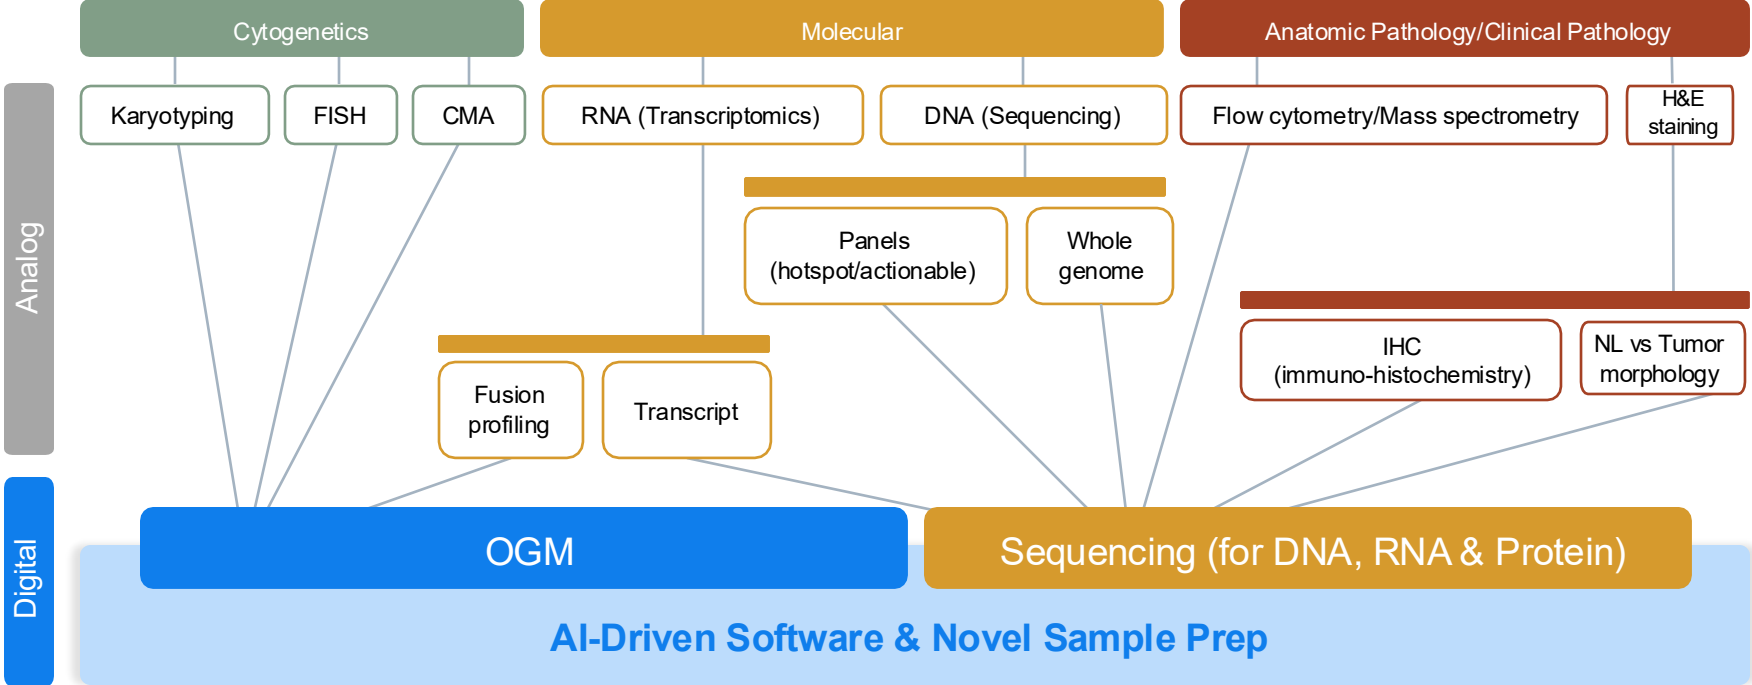 Cytogenetics
Molecular
Anatomic Pathology/Clinical Pathology
Analog
Karyotyping
FISH
CMA
RNA (Transcriptomics)
DNA (Sequencing)
Flow cytometry/Mass spectrometry
H&E
staining
Panels
(hotspot/actionable)
Whole
genome
IHC
(immuno-histochemistry)
NL vs Tumor
morphology
Fusion
profiling
Transcript
Digital
OGM
Sequencing (for DNA, RNA & Protein)
AI-Driven Software & Novel Sample Prep